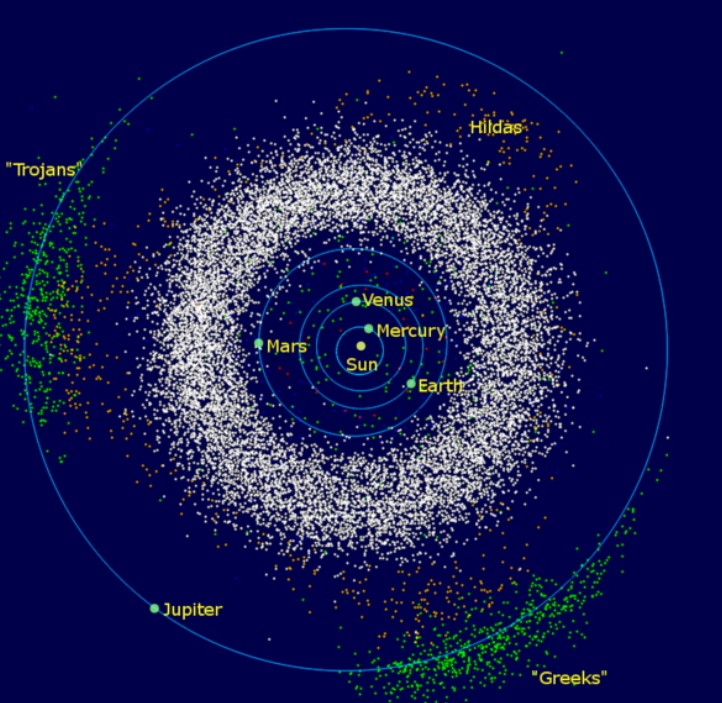 Hildas
"Trojans"
Venus
Mercury
Mars
Sun
Earth
Jupiter
"Greeks"